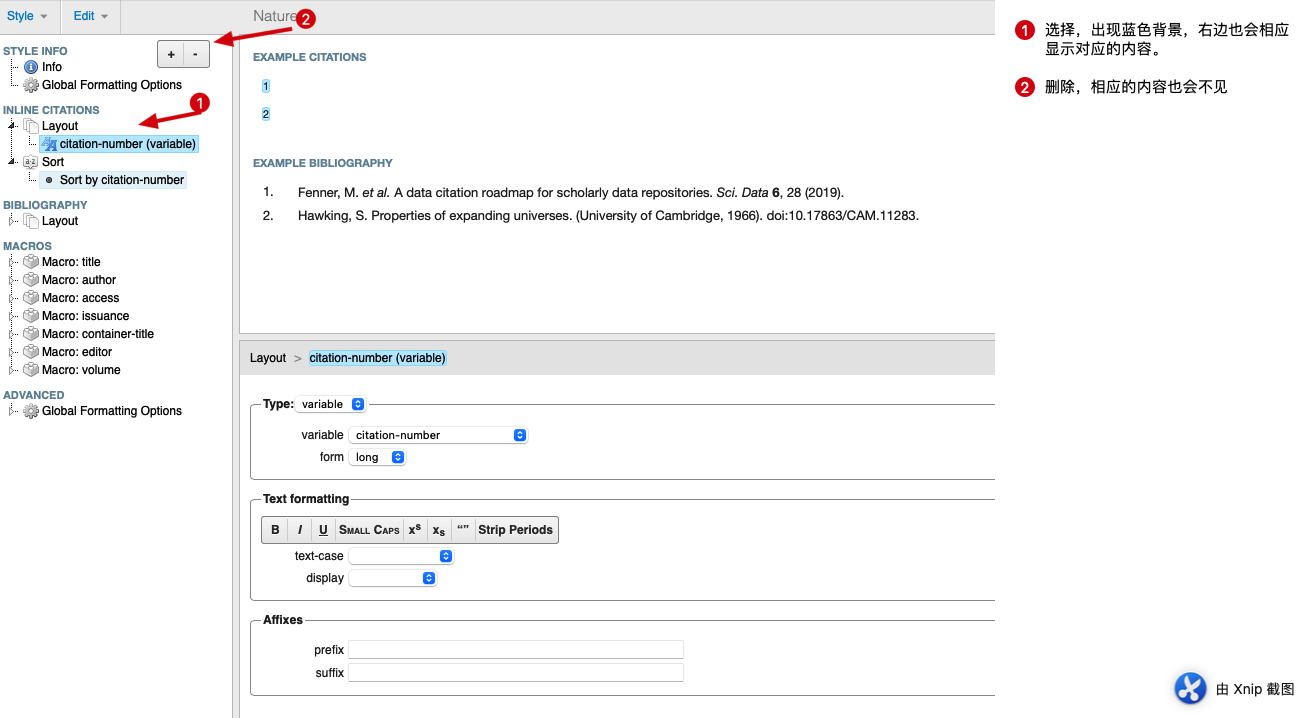 Style
Edit
Nature
2
STYLE INFO
+ -
Info
Global Formatting Options
INLINE CITATIONS
1
Layout
citation-number (variable)
Sort
Sort by citation-number
BIBLIOGRAPHY
Layout
MACROS
Macro: title
Macro: author
Macro: access
Macro: issuance
Macro: container-title
Macro: editor
Macro: volume
ADVANCED
Global Formatting Options
EXAMPLE CITATIONS
1
2
EXAMPLE BIBLIOGRAPHY
1. Fenner, M. et al. A data citation roadmap for scholarly data repositories. Sci. Data 6, 28 (2019).
2. Hawking, S. Properties of expanding universes. (University of Cambridge, 1966). doi:10.17863/CAM.11283.
Layout > citation-number (variable)
Type: variable
variable citation-number
form long
Text formatting
B I U SMALL CAPS xs xs “” Strip Periods
text-case
display
Affixes
prefix
suffix
1 选择，出现蓝色背景，右边也会相应
显示对应的内容。
2 删除，相应的内容也会不见
由 Xnip 截图